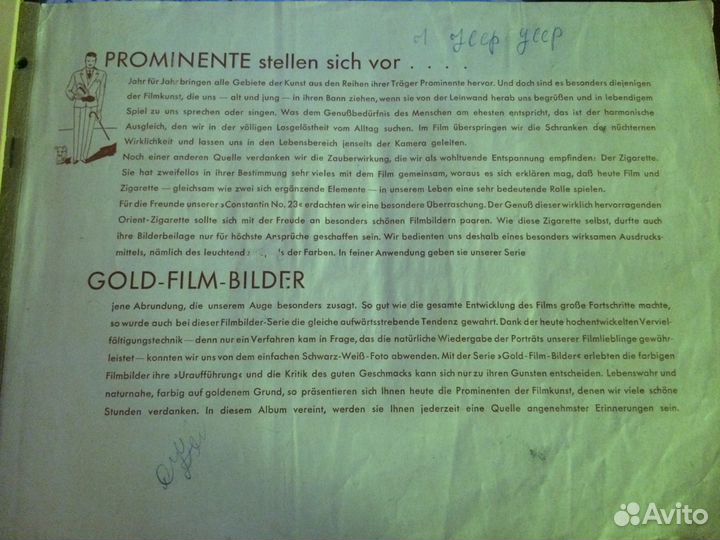 PROMINENTE stellen sich vor . . . .
Jahr für Jahr bringen alle Gebiete der Kunst aus den Reihen ihrer Träger Prominente hervor. Und doch sind es besonders diejenigen
der Filmkunst, die uns — alt und jung — in ihren Bann ziehen, wenn sie von der Leinwand herab uns begrüßen und in lebendigem
Spiel zu uns sprechen oder singen. Was dem Genußbedürfnis des Menschen am ehesten entspricht, das ist der harmonische
Ausgleich, den wir in der völligen Losgelöstheit vom Alltag suchen. Im Film überspringen wir die Schranken der nüchternen
Wirklichkeit und lassen uns in den Lebensbereich jenseits der Kamera geleiten.
Noch einer anderen Quelle verdanken wir die Zauberwirkung, die wir als wohltuende Entspannung empfinden: Der Zigarette.
Sie hat zweifellos in ihrer Bestimmung sehr vieles mit dem Film gemeinsam, woraus es sich erklären mag, daß heute Film und
Zigarette — gleichsam wie zwei sich ergänzende Elemente — in unserem Leben eine sehr bedeutende Rolle spielen.
Für die Freunde unserer »Constantin No. 23« erdachten wir eine besondere Überraschung. Der Genuß dieser wirklich hervorragenden
Orient-Zigarette sollte sich mit der Freude an besonders schönen Filmbildern paaren. Wie diese Zigarette selbst, durfte auch
ihre Bilderbeilage nur für höchste Ansprüche geschaffen sein. Wir bedienten uns deshalb eines besonders wirksamen Ausdrucks-
mittels, nämlich des leuchtend der Farben. In feiner Anwendung geben sie unserer Serie
GOLD-FILM-BILDER
jene Abrundung, die unserem Auge besonders zusagt. So gut wie die gesamte Entwicklung des Films große Fortschritte machte,
so wurde auch bei dieser Filmbilder-Serie die gleiche aufwärtsstrebende Tendenz gewahrt. Dank der heute hochentwickelten Verviel-
fältigungstechnik — denn nur ein Verfahren kam in Frage, das die natürliche Wiedergabe der Porträts unserer Filmlieblinge gewähr-
leistet — konnten wir uns von dem einfachen Schwarz-Weiß-Foto abwenden. Mit der Serie »Gold-Film-Bilder« erlebten die farbigen
Filmbilder ihre »Uraufführung« und die Kritik des guten Geschmacks kann sich nur zu ihren Gunsten entscheiden. Lebenswahr und
naturnahe, farbig auf goldenem Grund, so präsentieren sich Ihnen heute die Prominenten der Filmkunst, denen wir viele schöne
Stunden verdanken. In diesem Album vereint, werden sie Ihnen jederzeit eine Quelle angenehmster Erinnerungen sein.
Avito